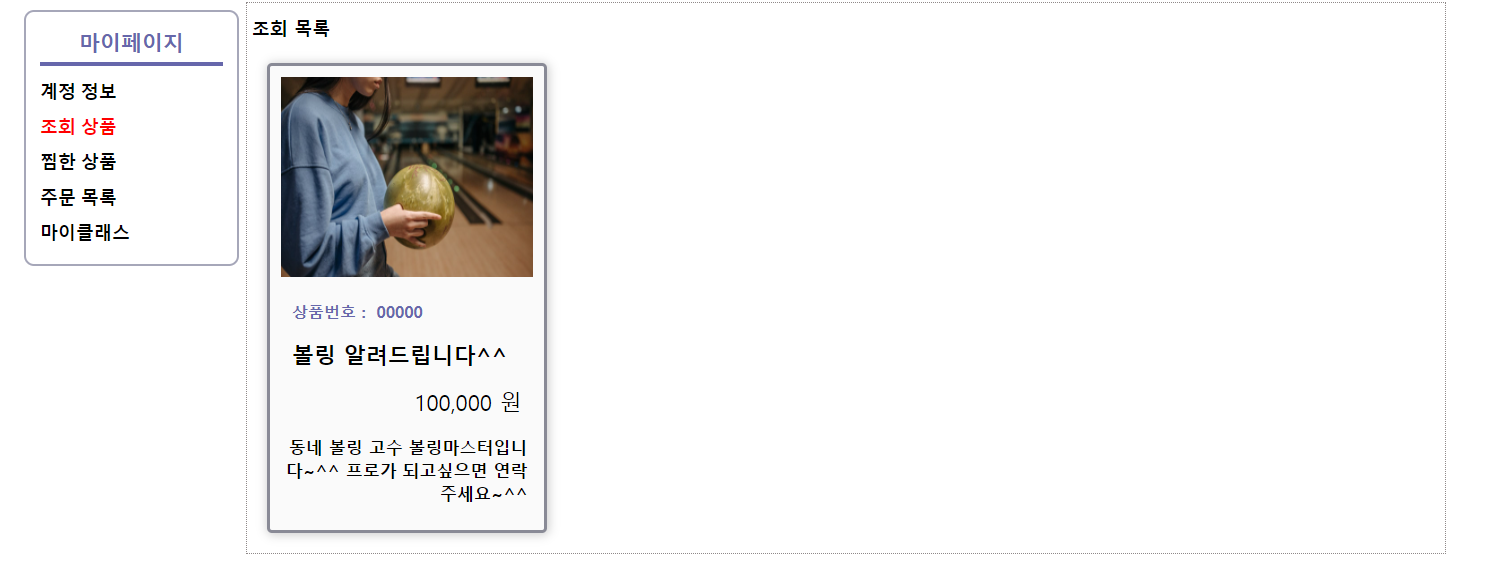 마이페이지
계정 정보
조회 상품
찜한 상품
주문 목록
마이클래스
조회 목록
상품번호 : 00000
볼링 알려드립니다^^
100,000 원
동네 볼링 고수 볼링마스터입니
다~^^ 프로가 되고싶으면 연락
주세요~^^